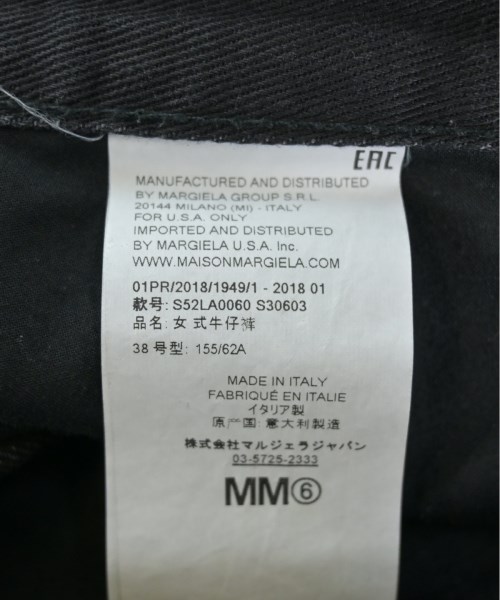 EAC
MANUFACTURED AND DISTRIBUTED
BY MARGIELA GROUP S.R.L.
20144 MILANO (MI) - ITALY
FOR U.S.A. ONLY
IMPORTED AND DISTRIBUTED
BY MARGIELA U.S.A. Inc.
WWW.MAISONMARGIELA.COM
01PR/2018/1949/1 - 2018 01
款号: S52LA0060 S30603
品名: 女 式牛仔裤
38 号型: 155/62A
MADE IN ITALY
FABRIQUÉ EN ITALIE
イタリア製
原产国: 意大利製造
株式会社マルジェラジャパン
03-5725-2333
MM⑥